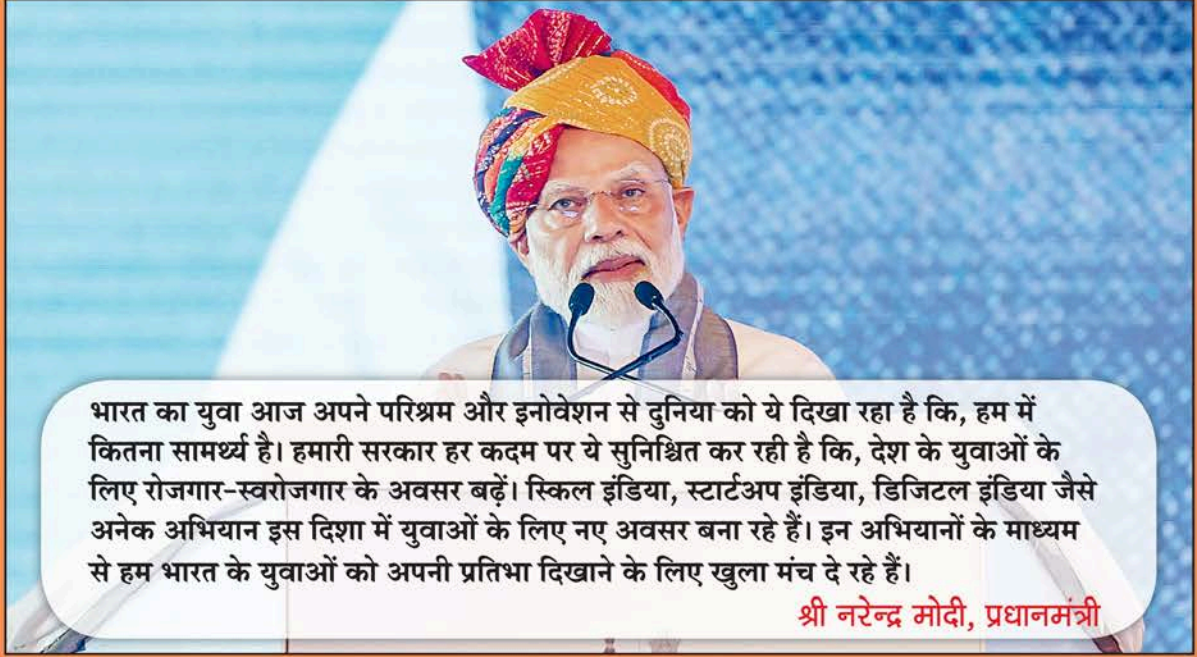 भारत का युवा आज अपने परिश्रम और इनोवेशन से दुनिया को ये दिखा रहा है कि, हम में
कितना सामर्थ्य है। हमारी सरकार हर कदम पर ये सुनिश्चित कर रही है कि, देश के युवाओं के
लिए रोजगार-स्वरोजगार के अवसर बढ़ें। स्किल इंडिया, स्टार्टअप इंडिया, डिजिटल इंडिया जैसे
अनेक अभियान इस दिशा में युवाओं के लिए नए अवसर बना रहे हैं। इन अभियानों के माध्यम
से हम भारत के युवाओं को अपनी प्रतिभा दिखाने के लिए खुला मंच दे रहे हैं।
श्री नरेन्द्र मोदी, प्रधानमंत्री